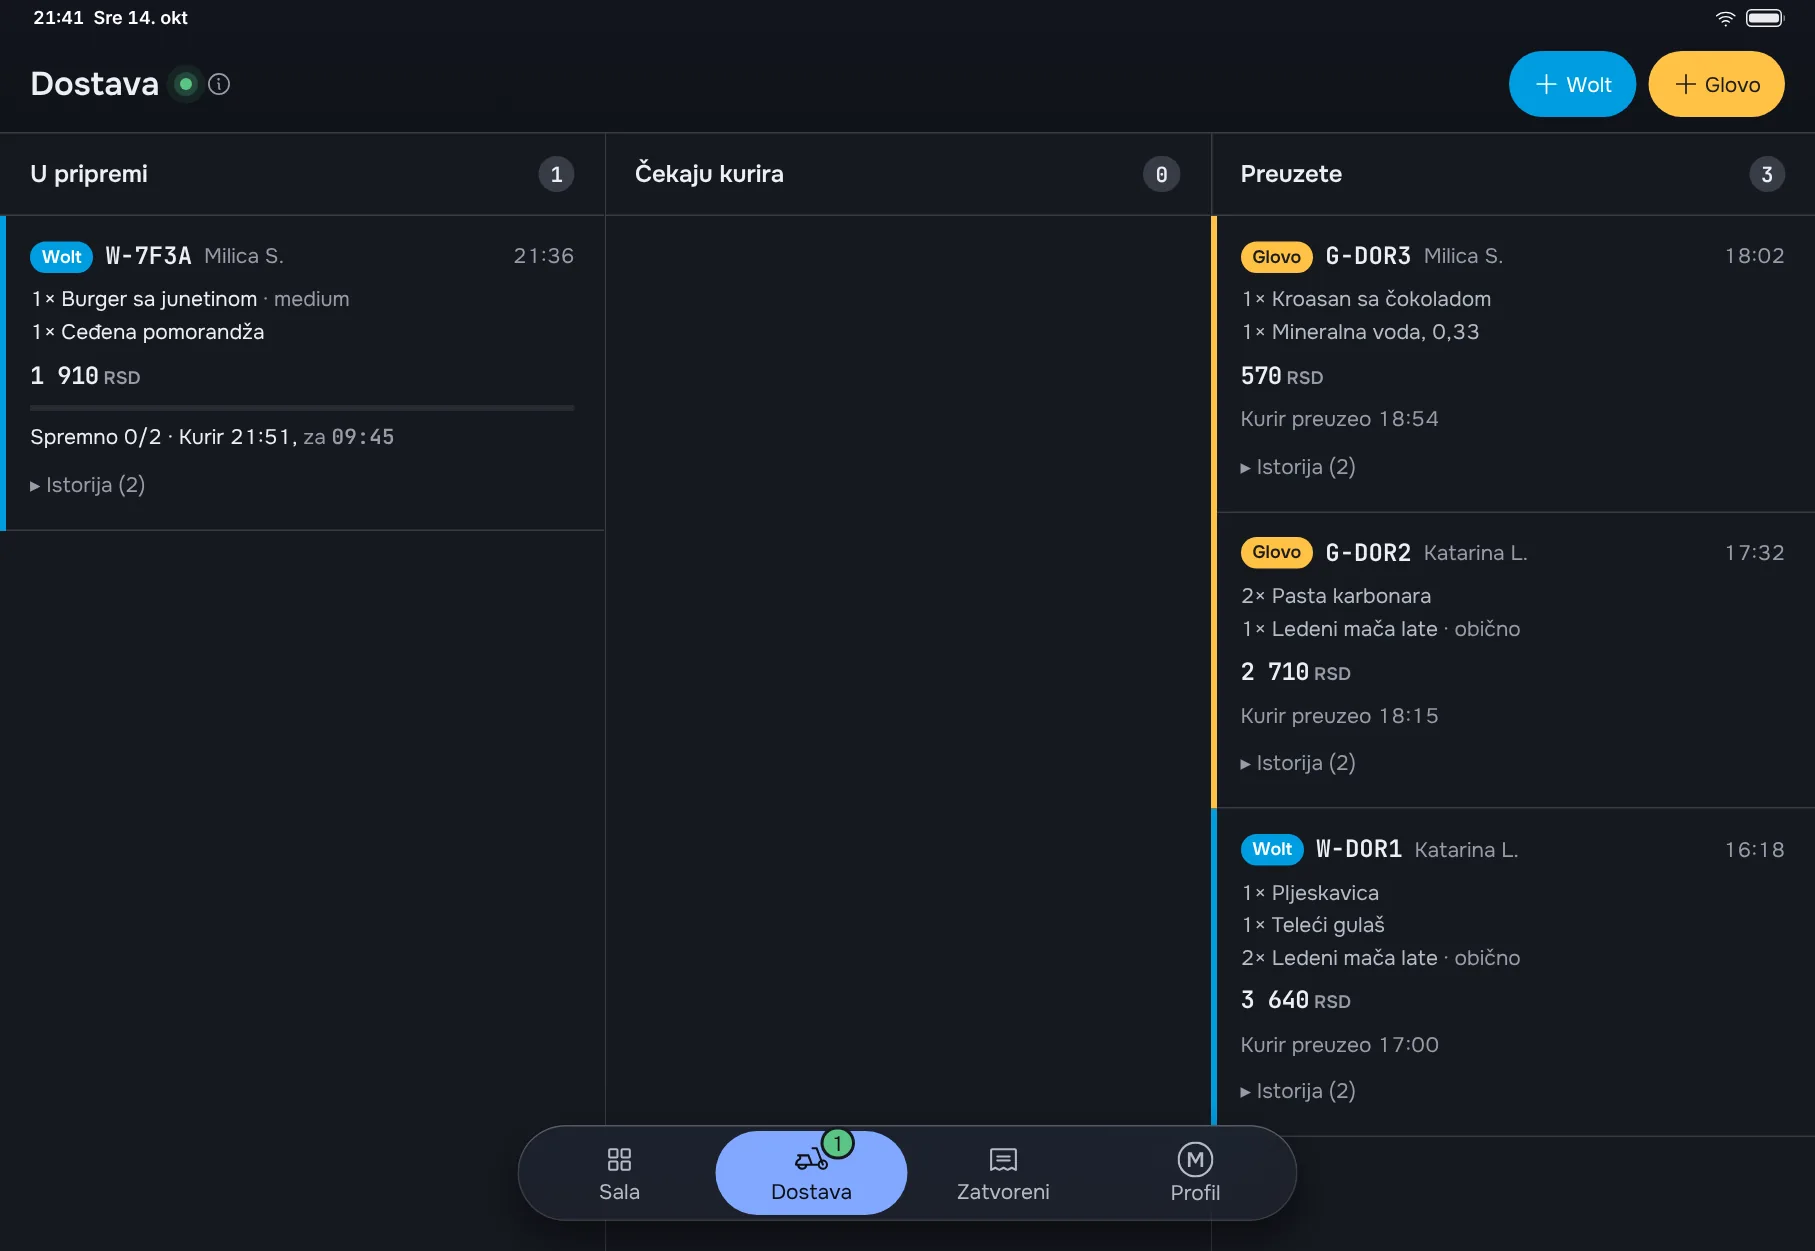 21:41 Sre 14. okt
Dostava
+ Wolt
+ Glovo
U pripremi 1
Wolt W-7F3A Milica S. 21:36
1× Burger sa junetinom · medium
1× Ceđena pomorandža
1 910 RSD
Spremno 0/2 · Kurir 21:51, za 09:45
▸ Istorija (2)
Čekaju kurira 0
Preuzete 3
Glovo G-DOR3 Milica S. 18:02
1× Kroasan sa čokoladom
1× Mineralna voda, 0,33
570 RSD
Kurir preuzeo 18:54
▸ Istorija (2)
Glovo G-DOR2 Katarina L. 17:32
2× Pasta karbonara
1× Ledeni mača late · obično
2 710 RSD
Kurir preuzeo 18:15
▸ Istorija (2)
Wolt W-DOR1 Katarina L. 16:18
1× Pljeskavica
1× Teleći gulaš
2× Ledeni mača late · obično
3 640 RSD
Kurir preuzeo 17:00
▸ Istorija (2)
Sala
1
Dostava
Zatvoreni
M
Profil